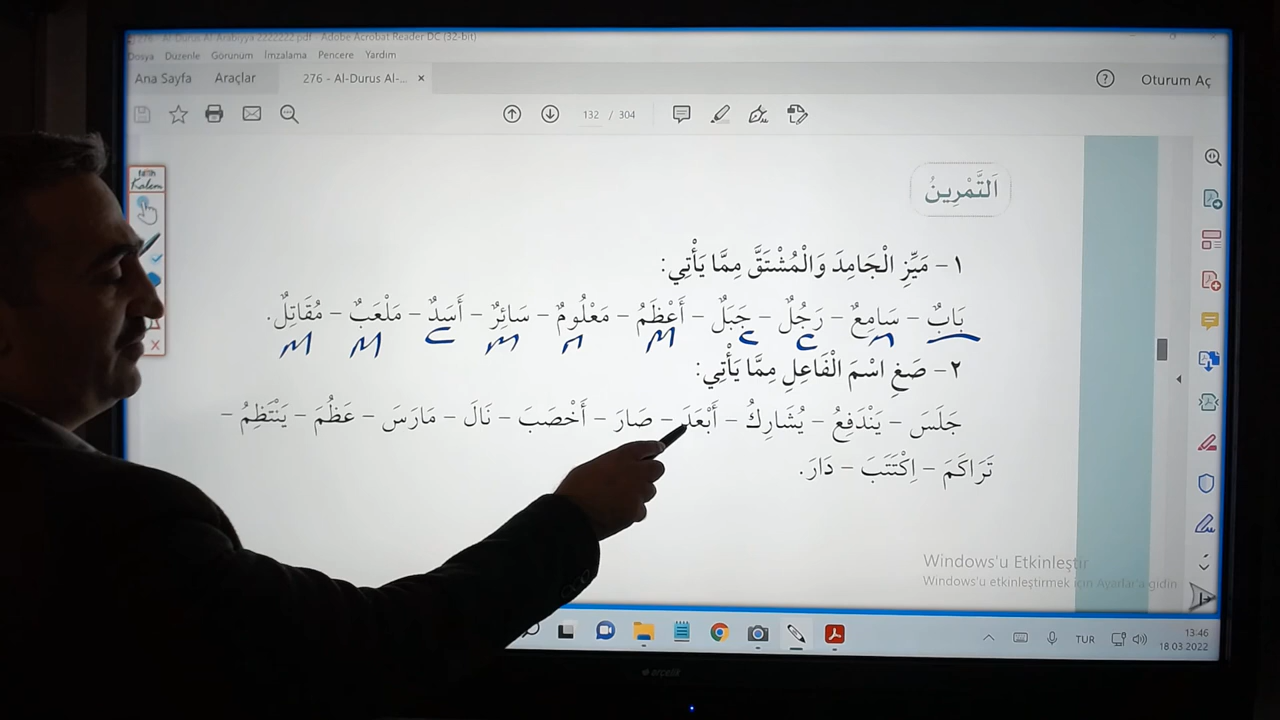 276 - Al-Durus Al-Arabiyya 2222222.pdf - Adobe Acrobat Reader DC (32-bit)
Dosya Düzenle Görünüm İmzalama Pencere Yardım
Ana Sayfa Araçlar 276 - Al-Durus Al-... × ? Oturum Aç
132 / 304
Kalem
اَلتَّمْرِينُ
١- مَيِّزِ الْجَامِدَ وَالْمُشْتَقَّ مِمَّا يَأْتِي:
بَابٌ - سَامِعٌ - رَجُلٌ - جَبَلٌ - أَعْظَمُ - مَعْلُومٌ - سَائِرٌ - أَسَدٌ - مَلْعَبٌ - مُقَاتِلٌ.
M M C M M M C C M
٢- صَغِ اسْمَ الْفَاعِلِ مِمَّا يَأْتِي:
جَلَسَ - يَنْدَفِعُ - يُشَارِكُ - أَبْعَدَ - صَارَ - أَخْصَبَ - نَالَ - مَارَسَ - عَظُمَ - يَنْتَظِمُ -
تَرَاكَمَ - اِكْتَتَبَ - دَارَ.
Windows'u Etkinleştir
Windows'u etkinleştirmek için Ayarlar'a gidin
TUR 13:46
18.03.2022
arçelik